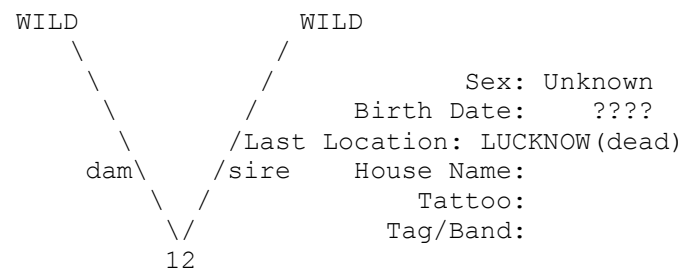 WILD                WILD
    \              /
     \            /             Sex: Unknown
      \          /       Birth Date:    ????
       \        /Last Location: LUCKNOW(dead)
     dam\      /sire     House Name:
         \    /              Tattoo:
          \/               Tag/Band:
          12